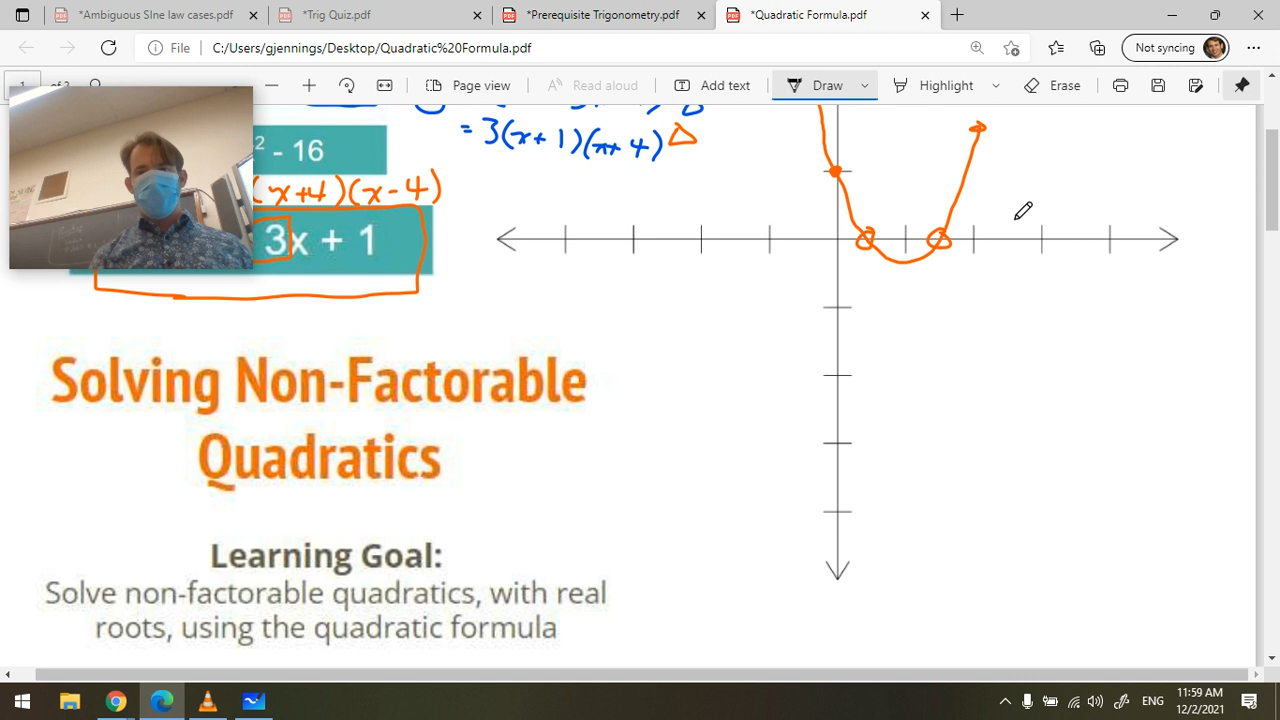 *Ambiguous SIne law cases.pdf
*Trig Quiz.pdf
*Prerequisite Trigonometry.pdf
*Quadratic Formula.pdf
File C:/Users/gjennings/Desktop/Quadratic%20Formula.pdf Not syncing
1 Page view Read aloud Add text Draw Highlight Erase
= 3(x+1)(x+4)
² - 16
(x+4)(x-4)
3x + 1
Solving Non-Factorable
Quadratics
Learning Goal:
Solve non-factorable quadratics, with real
roots, using the quadratic formula
ENG
11:59 AM
12/2/2021